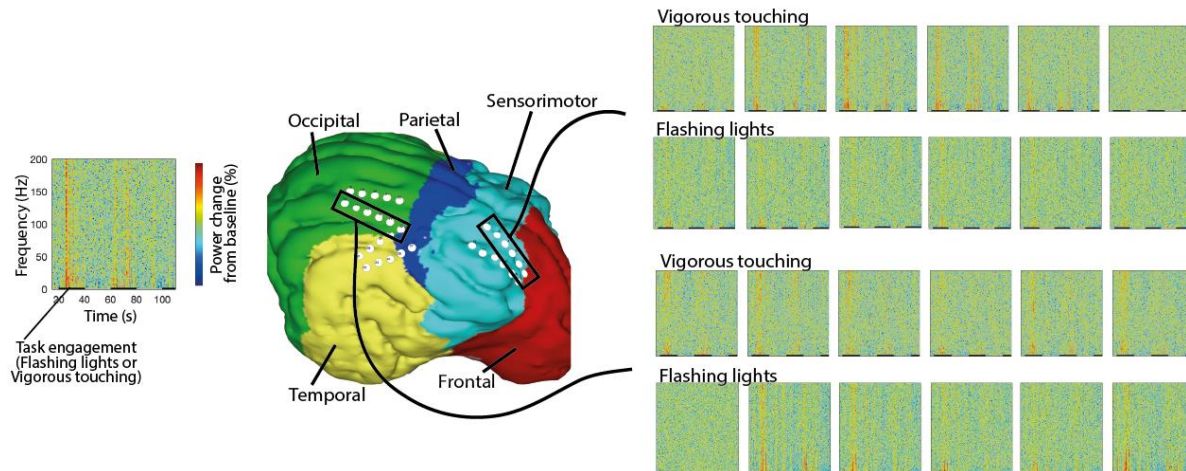 Vigorous touching
Flashing lights
Sensorimotor
Occipital
Parietal
200
150
100
50
0
Frequency (Hz)
20
40
60
80
100
Time (s)
Power change
from baseline (%)
Task engagement
(Flashing lights or
Vigorous touching)
Temporal
Frontal
Vigorous touching
Flashing lights